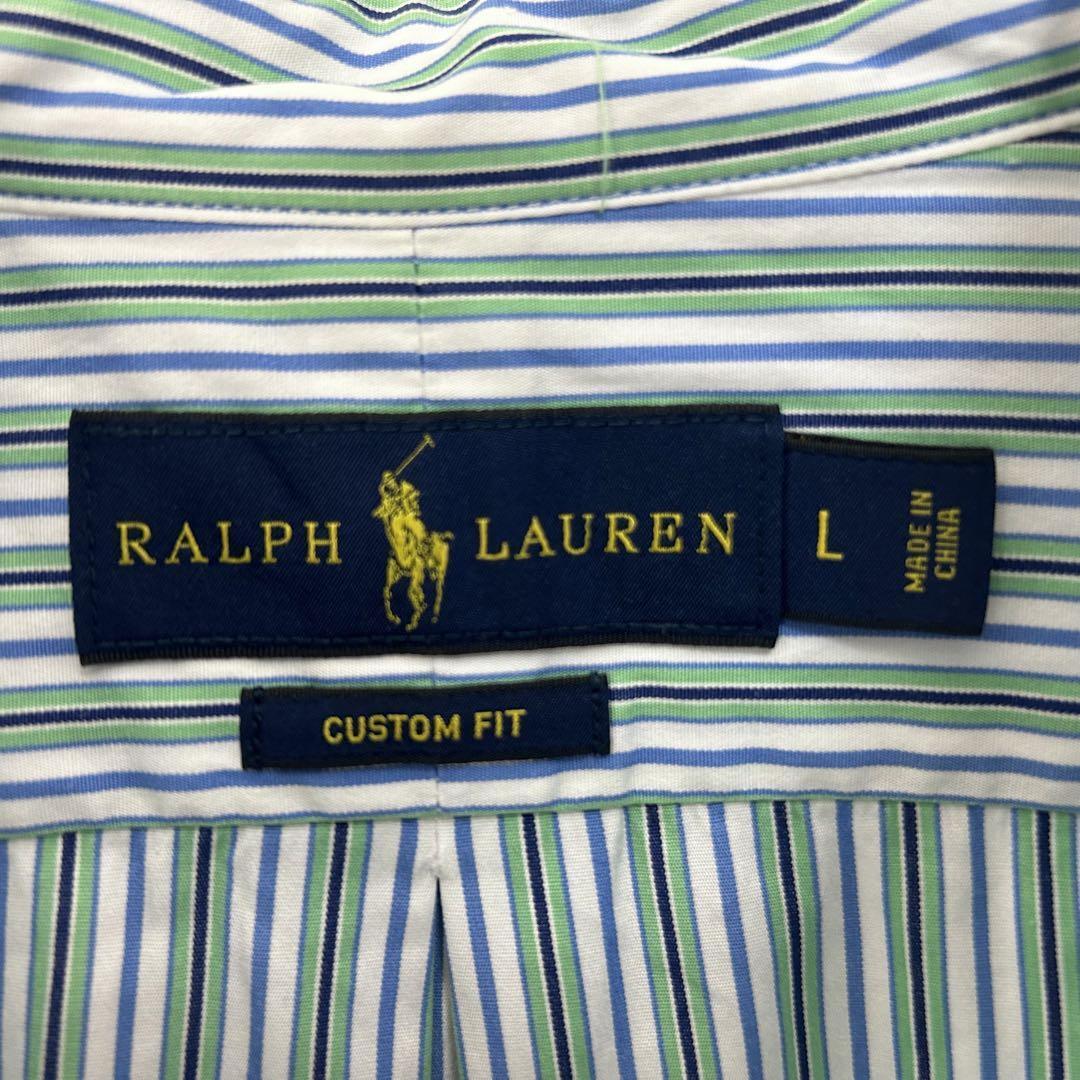 RALPH LAUREN
L
MADE IN
CHINA
CUSTOM FIT